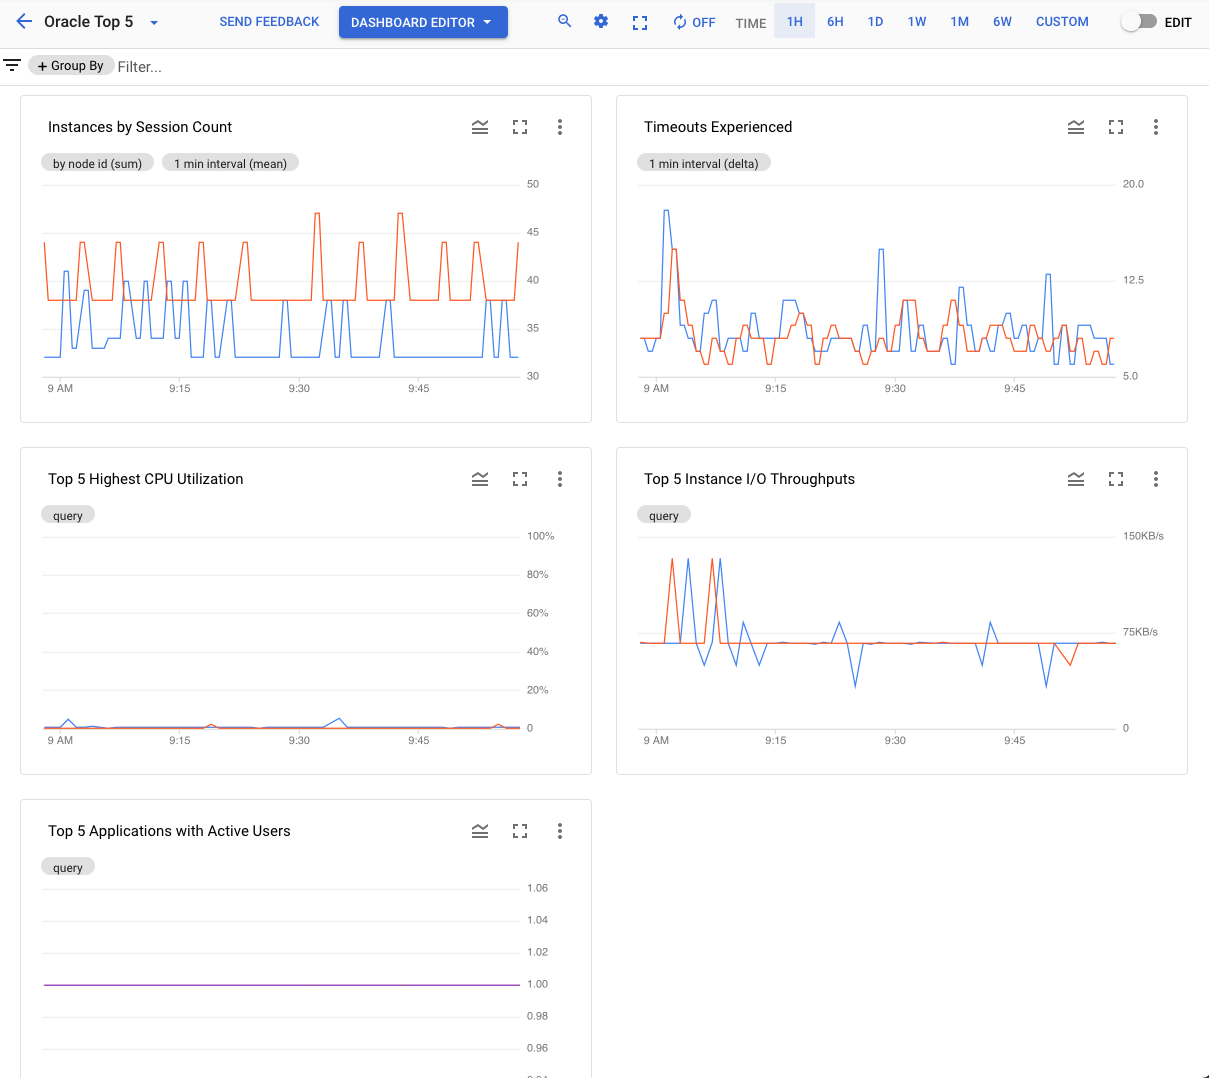 Oracle Top 5 SEND FEEDBACK DASHBOARD EDITOR OFF TIME 1H 6H 1D 1W 1M 6W CUSTOM EDIT
+ Group By Filter...
Instances by Session Count
by node id (sum) 1 min interval (mean)
50
45
40
35
30
9 AM 9:15 9:30 9:45
Timeouts Experienced
1 min interval (delta)
20.0
12.5
5.0
9 AM 9:15 9:30 9:45
Top 5 Highest CPU Utilization
query
100%
80%
60%
40%
20%
0
9 AM 9:15 9:30 9:45
Top 5 Instance I/O Throughputs
query
150KB/s
75KB/s
0
9 AM 9:15 9:30 9:45
Top 5 Applications with Active Users
query
1.06
1.04
1.02
1.00
0.98
0.96